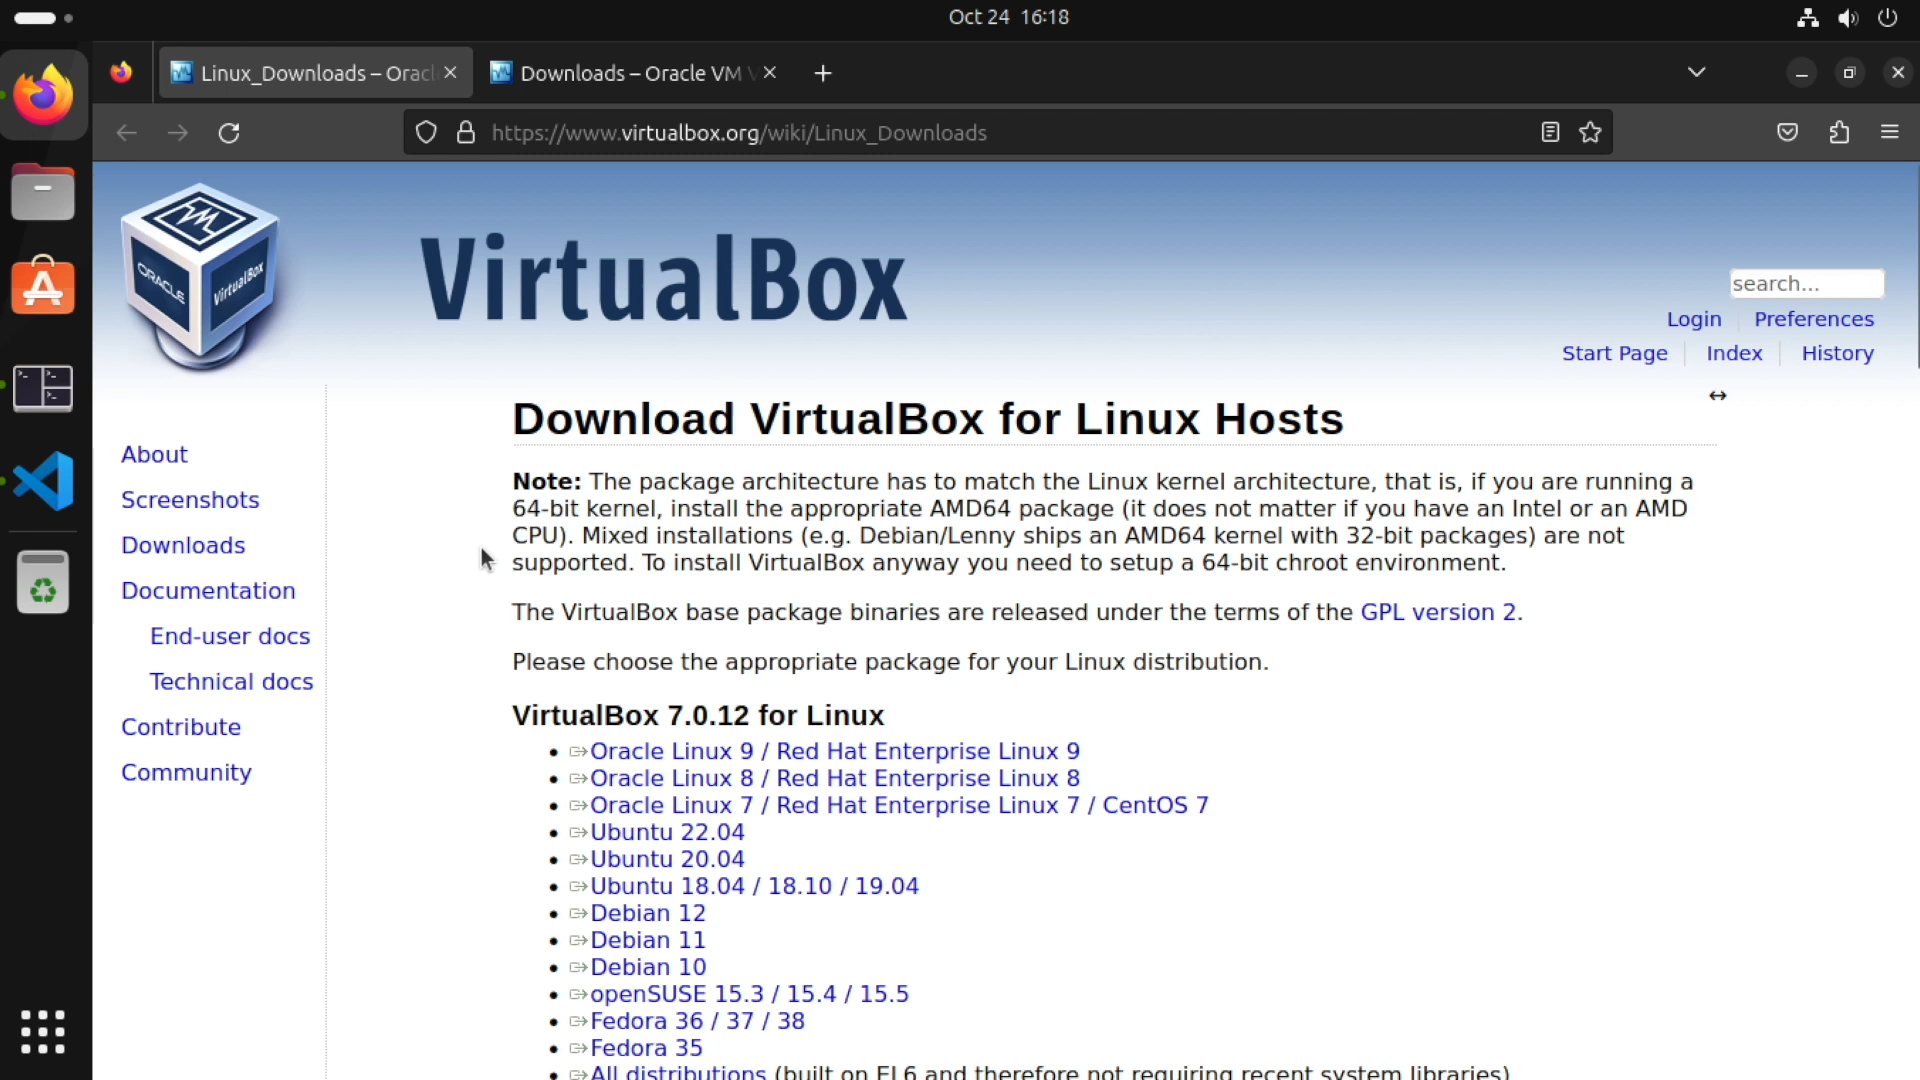 Oct 24 16:18
Linux_Downloads – Oracl
Downloads – Oracle VM V
https://www.virtualbox.org/wiki/Linux_Downloads
ORACLE
VirtualBox
VirtualBox
search...
Login
Preferences
Start Page
Index
History
Download VirtualBox for Linux Hosts
About
Screenshots
Downloads
Documentation
End-user docs
Technical docs
Contribute
Community
Note: The package architecture has to match the Linux kernel architecture, that is, if you are running a
64-bit kernel, install the appropriate AMD64 package (it does not matter if you have an Intel or an AMD
CPU). Mixed installations (e.g. Debian/Lenny ships an AMD64 kernel with 32-bit packages) are not
supported. To install VirtualBox anyway you need to setup a 64-bit chroot environment.
The VirtualBox base package binaries are released under the terms of the GPL version 2.
Please choose the appropriate package for your Linux distribution.
VirtualBox 7.0.12 for Linux
Oracle Linux 9 / Red Hat Enterprise Linux 9
Oracle Linux 8 / Red Hat Enterprise Linux 8
Oracle Linux 7 / Red Hat Enterprise Linux 7 / CentOS 7
Ubuntu 22.04
Ubuntu 20.04
Ubuntu 18.04 / 18.10 / 19.04
Debian 12
Debian 11
Debian 10
openSUSE 15.3 / 15.4 / 15.5
Fedora 36 / 37 / 38
Fedora 35
All distributions (built on EL6 and therefore not requiring recent system libraries)